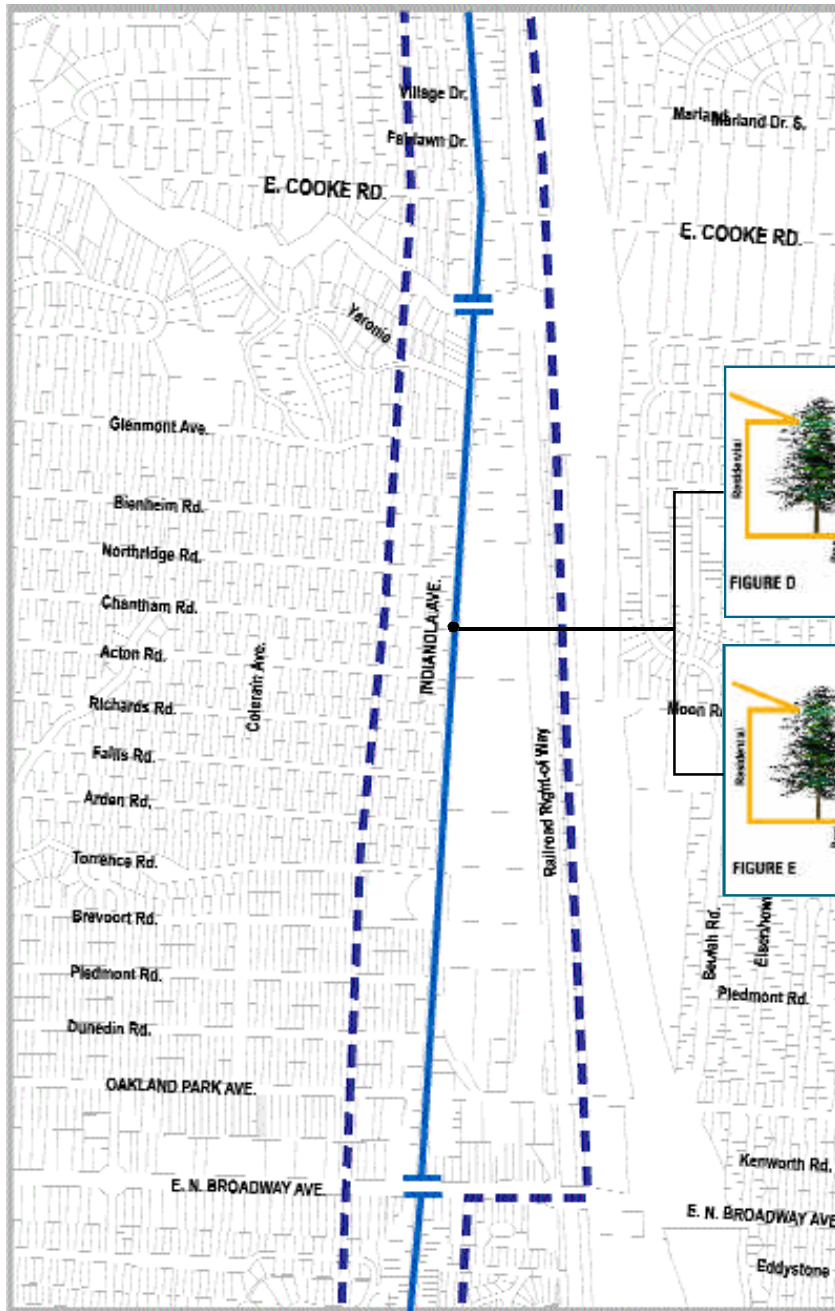 Village Dr.
Fairlawn Dr.
Marland
Marland Dr. S.
E. COOKE RD.
E. COOKE RD.
Yaronia
Glenmont Ave.
Residential
FIGURE D
Blenheim Rd.
Northridge Rd.
INDIANOLA AVE.
Chantham Rd.
Acton Rd.
Colerain Ave.
Richards Rd.
Moon R
Fallis Rd.
Railroad Right-of Way
Residential
Arden Rd.
Torrence Rd.
FIGURE E
Brevoort Rd.
Beulah Rd.
Piedmont Rd.
Piedmont Rd.
Dunedin Rd.
OAKLAND PARK AVE.
Kenworth Rd.
E. N. BROADWAY AVE.
E. N. BROADWAY AVE
Eddystone